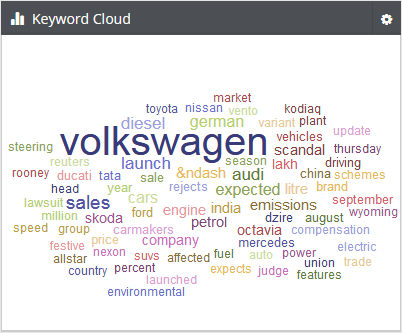 Keyword Cloud
market
toyota nissan vento kodiaq
diesel german variant plant update
steering volkswagen vehicles scandal thursday
reuters launch season lakh driving
rooney ducati tata sale &ndash audi china schemes
head year rejects expected litre brand
lawsuit sales cars september
million skoda ford engine india emissions dzire august wyoming
speed group carmakers petrol octavia compensation
festive price company mercedes electric
allstar nexon suvs affected fuel auto power union trade
country percent launched expects judge features
environmental